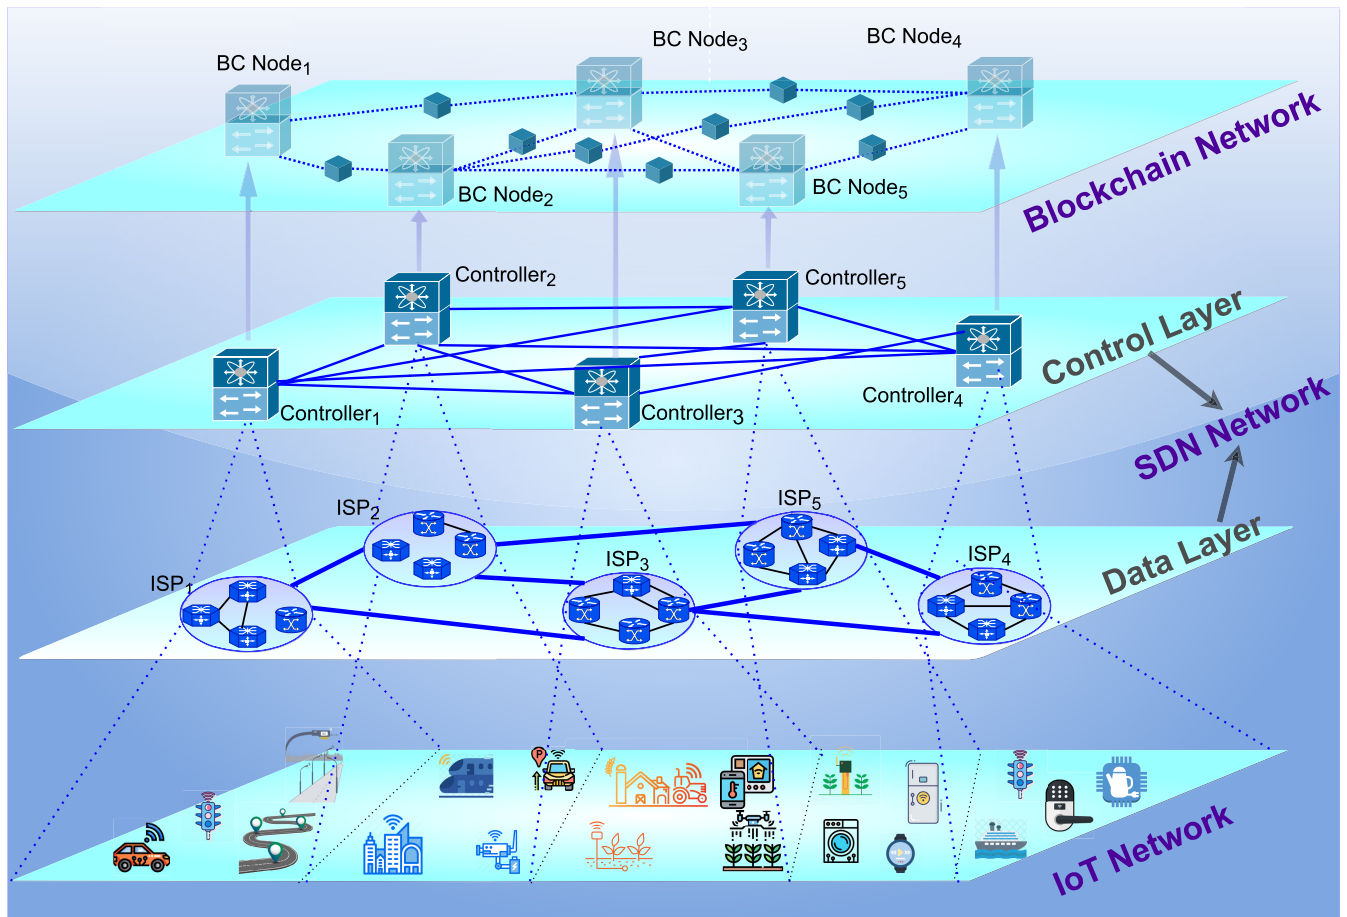 BC Node3
BC Node4
BC Node1
BC Node2
BC Node5
Blockchain Network
Controller2
Controller5
Control Layer
Controller1
Controller3
Controller4
SDN Network
ISP2
ISP5
ISP1
ISP3
ISP4
Data Layer
P
IoT Network